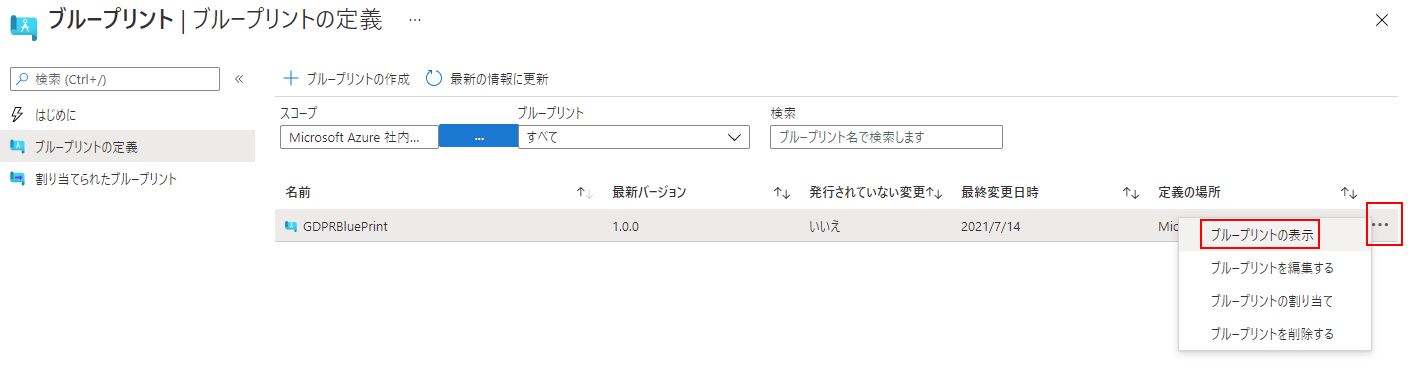 ブループリント | ブループリントの定義 ···
検索 (Ctrl+/) «
はじめに
ブループリントの定義
割り当てられたブループリント
ブループリントの作成 最新の情報に更新
スコープ ブループリント 検索
Microsoft Azure 社内... ... すべて ブループリント名で検索します
名前 最新バージョン 発行されていない変更 最終変更日時 定義の場所
GDPRBluePrint 1.0.0 いいえ 2021/7/14 Mic ···
ブループリントの表示
ブループリントを編集する
ブループリントの割り当て
ブループリントを削除する